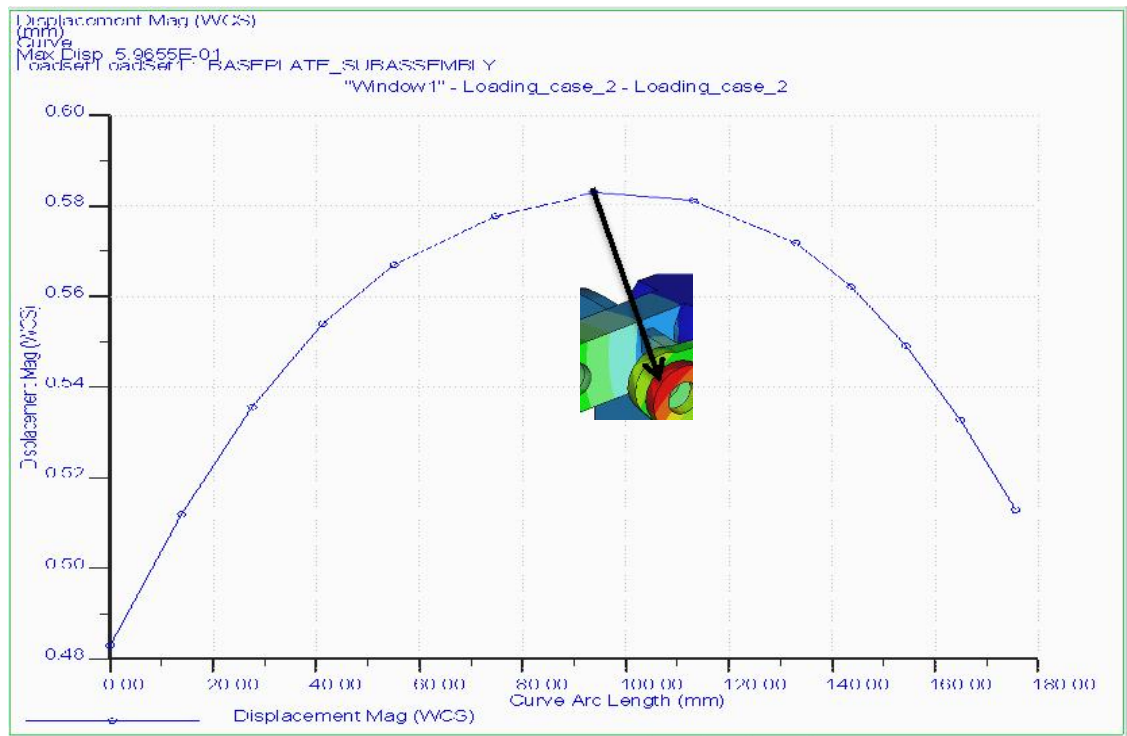 Displacement Mag (WCS)
(mm)
Curve
Max Disp 5.9655E-01
Loadset:LoadSet1 : BASEPLATE_SUBASSEMBLY
"Window1" - Loading_case_2 - Loading_case_2
0.60
0.58
0.56
0.54
0.52
0.50
0.48
Displacement Mag (WCS)
0.00 20.00 40.00 60.00 80.00 100.00 120.00 140.00 160.00 180.00
Curve Arc Length (mm)
Displacement Mag (WCS)